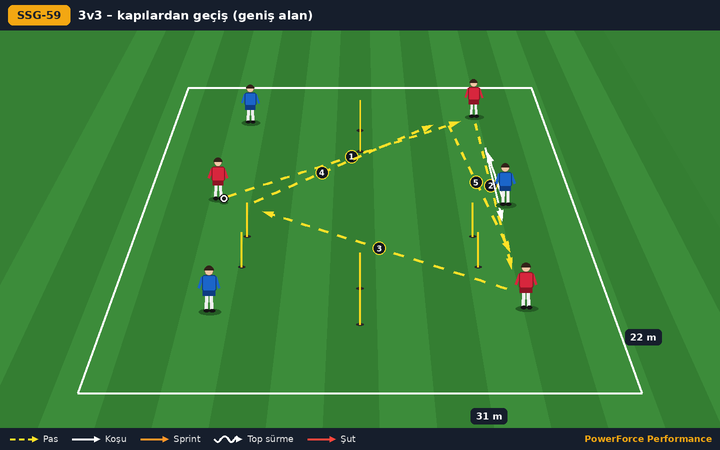 SSG-59 3v3 – kapılardan geçiş (geniş alan)
1
4
5
2
3
22 m
31 m
Pas Koşu Sprint Top sürme Şut PowerForce Performance